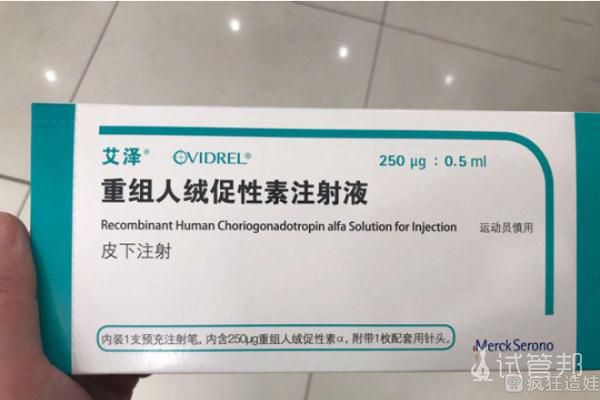 艾泽® OVIDREL® 250 μg : 0.5 ml
重组人绒促性素注射液
Recombinant Human Choriogonadotropin alfa Solution for Injection 运动员慎用
皮下注射
内装1支预充注射笔，内含250μg重组人绒促性素α，附带1枚配套用针头。
MerckSerono
试管邦
疯狂造娃